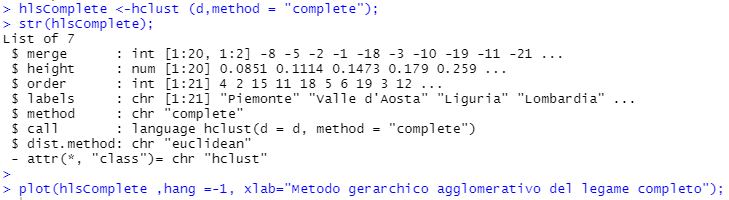 > hlsComplete <-hclust (d,method = "complete");
> str(hlsComplete);
List of 7
 $ merge      : int [1:20, 1:2] -8 -5 -2 -1 -18 -3 -10 -19 -11 -21 ...
 $ height     : num [1:20] 0.0851 0.1114 0.1473 0.179 0.259 ...
 $ order      : int [1:21] 4 2 15 11 18 5 6 19 3 12 ...
 $ labels     : chr [1:21] "Piemonte" "Valle d'Aosta" "Liguria" "Lombardia" ...
 $ method     : chr "complete"
 $ call       : language hclust(d = d, method = "complete")
 $ dist.method: chr "euclidean"
 - attr(*, "class")= chr "hclust"
>
> plot(hlsComplete ,hang =-1, xlab="Metodo gerarchico agglomerativo del legame completo");